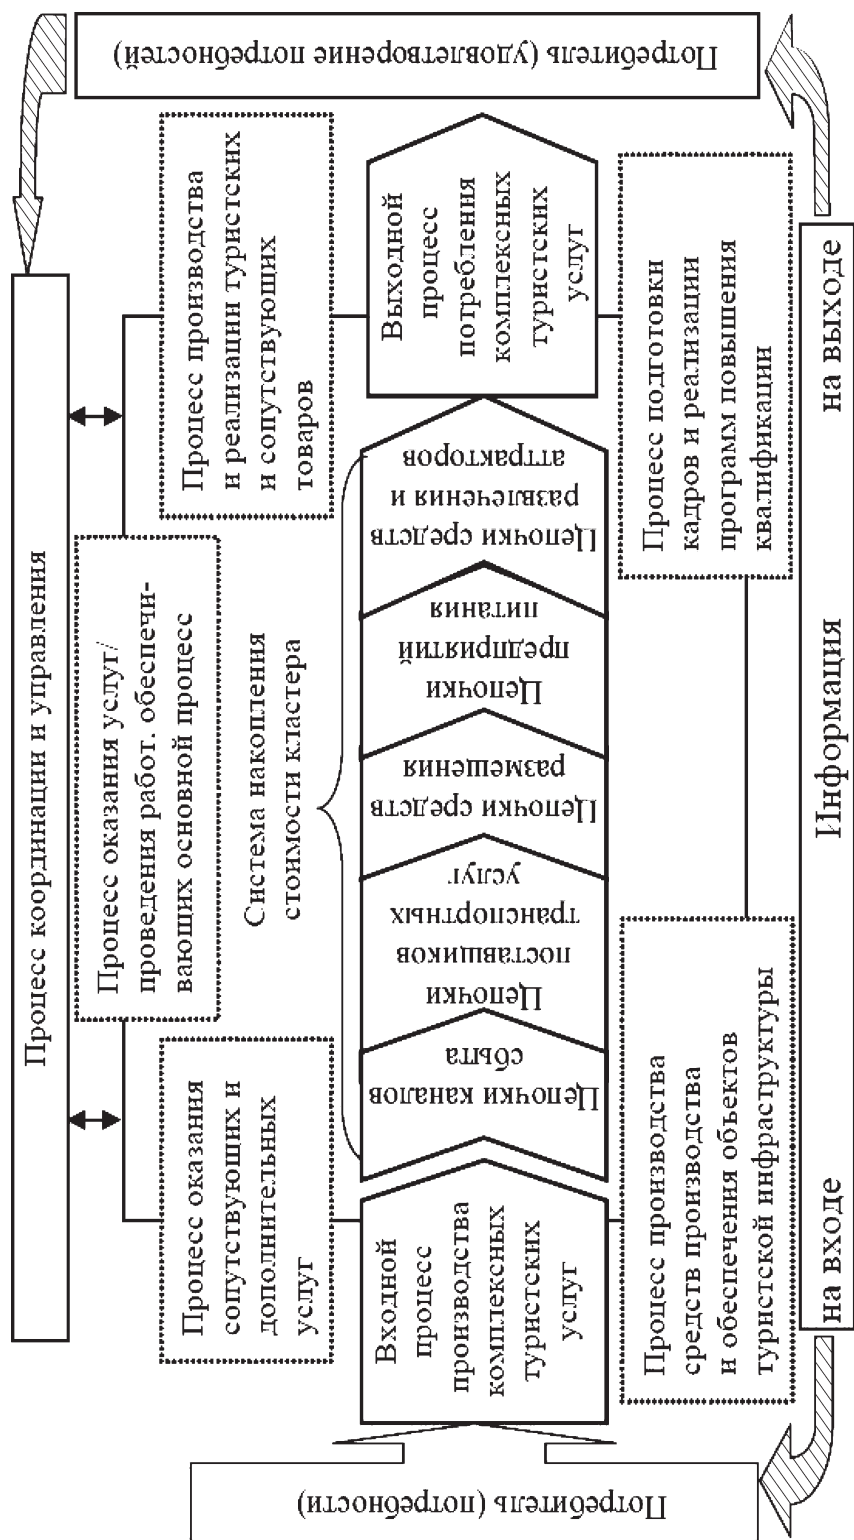 Процесс координации и управления
Процесс оказания услуг/
проведения работ. обеспечи-
вающих основной процесс
Процесс оказания
сопутствующих и
дополнительных
услуг
Процесс производства
и реализации туристских
и сопутствующих
товаров
Система накопления
стоимости кластера
Потребитель (потребности)
Входной
процесс
производства
комплексных
туристских
услуг
Цепочки каналов
сбыта
Цепочки
поставщиков
транспортных
услуг
Цепочки средств
размещения
Цепочки
предприятий
питания
Цепочки средств
развлечения и
аттракторов
Выходной
процесс
потребления
комплексных
туристских
услуг
Потребитель (удовлетворение потребностей)
Процесс производства
средств производства
и обеспечения объектов
туристской инфраструктуры
Процесс подготовки
кадров и реализации
программ повышения
квалификации
на входе Информация на выходе